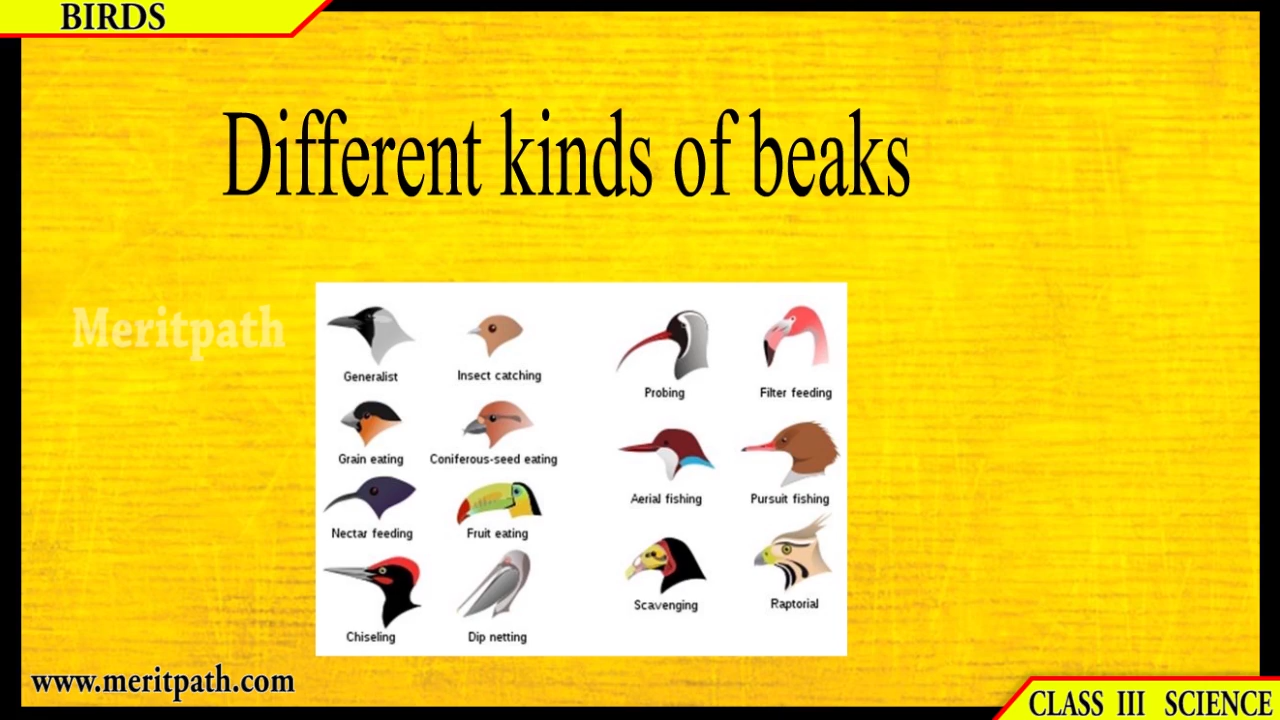 BIRDS
Different kinds of beaks
Meritpath
Generalist
Insect catching
Grain eating
Coniferous-seed eating
Nectar feeding
Fruit eating
Chiseling
Dip netting
Probing
Filter feeding
Aerial fishing
Pursuit fishing
Scavenging
Raptorial
www.meritpath.com
CLASS III SCIENCE